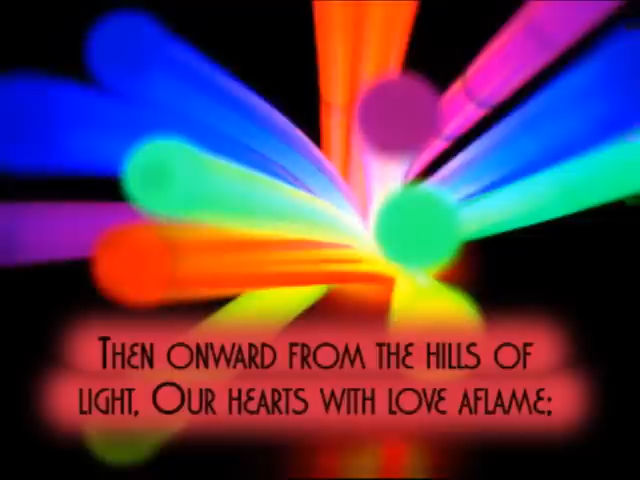 Then onward from the hills of
light, Our hearts with love aflame;